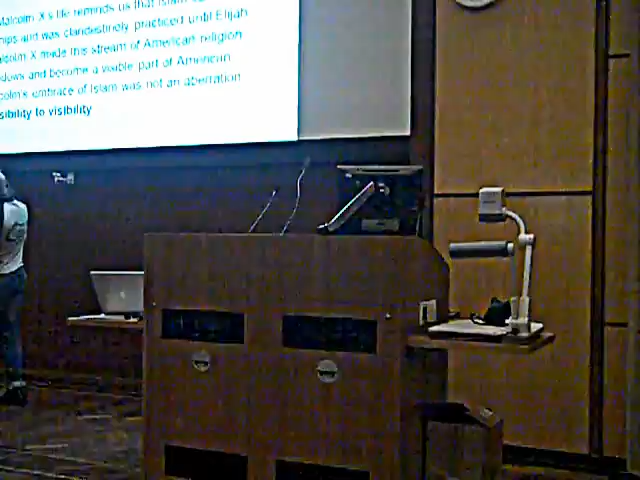 Malcolm X's life reminds us that Islam
ships and was clandestinely practiced until Elijah
Malcolm X made this stream of American religion
dows and become a visible part of American
colm's embrace of Islam was not an aberration
sibility to visibility